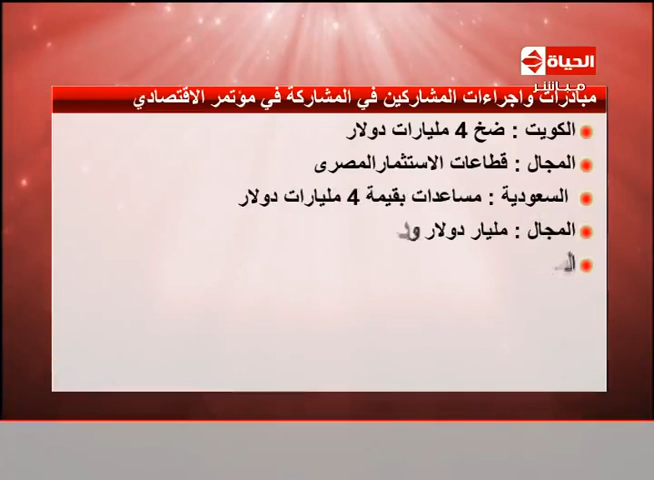 الحياة
مباشر
مبادرات واجراءات المشاركين في المشاركة في مؤتمر الاقتصادي
الكويت : ضخ 4 مليارات دولار
المجال : قطاعات الاستثمارالمصرى
السعودية : مساعدات بقيمة 4 مليارات دولار
المجال : مليار دولار